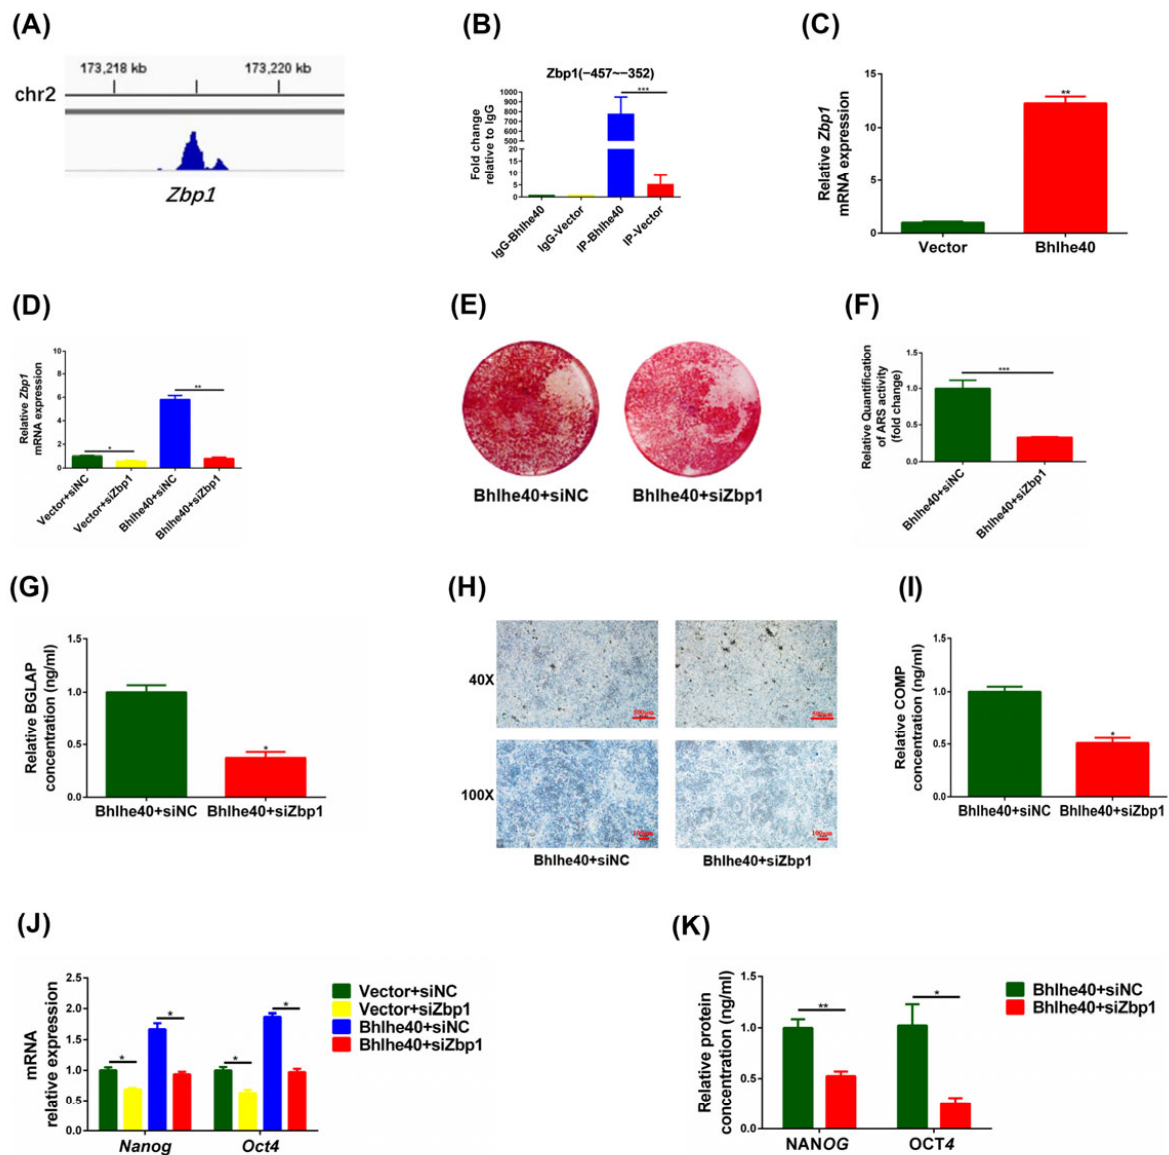 (A)
173,218 kb
173,220 kb
chr2
Zbp1
(B)
Zbp1(−457~−352)
Fold change
relative to IgG
1000
900
800
700
600
500
20
15
10
5
0
***
IgG-Bhlhe40
IgG-Vector
IP-Bhlhe40
IP-Vector
(C)
Relative Zbp1
mRNA expression
15
10
5
0
**
Vector
Bhlhe40
(D)
Relative Zbp1
mRNA expression
10
8
6
4
2
0
*
**
Vector+siNC
Vector+siZbp1
Bhlhe40+siNC
Bhlhe40+siZbp1
(E)
Bhlhe40+siNC
Bhlhe40+siZbp1
(F)
Relative Quantification
of ARS activity
(fold change)
1.5
1.0
0.5
0.0
***
Bhlhe40+siNC
Bhlhe40+siZbp1
(G)
Relative BGLAP
concentration (ng/ml)
1.5
1.0
0.5
0.0
*
Bhlhe40+siNC
Bhlhe40+siZbp1
(H)
40X
100X
100μm
Bhlhe40+siNC
Bhlhe40+siZbp1
(I)
Relative COMP
concentration (ng/ml)
1.5
1.0
0.5
0.0
*
Bhlhe40+siNC
Bhlhe40+siZbp1
(J)
mRNA
relative expression
2.5
2.0
1.5
1.0
0.5
0.0
*
*
*
*
Nanog
Oct4
Vector+siNC
Vector+siZbp1
Bhlhe40+siNC
Bhlhe40+siZbp1
(K)
Relative protein
concentration (ng/ml)
1.5
1.0
0.5
0.0
**
*
NANOG
OCT4
Bhlhe40+siNC
Bhlhe40+siZbp1